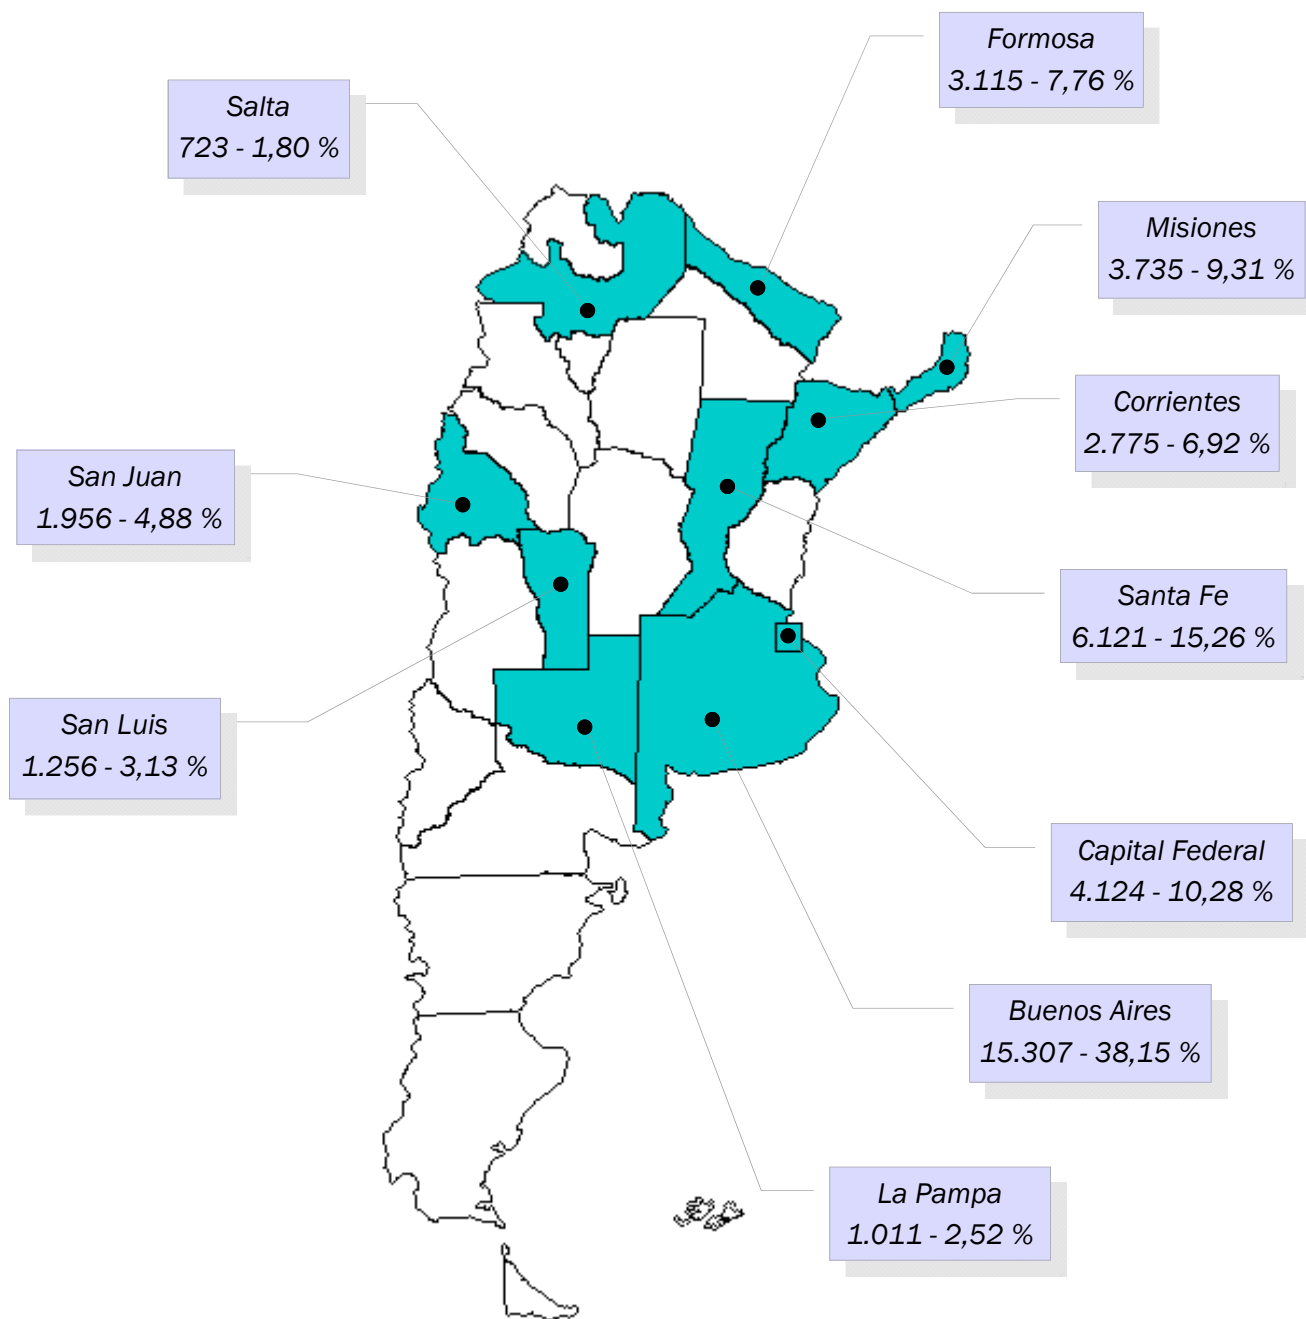 Formosa
3.115 - 7,76 %
Salta
723 - 1,80 %
Misiones
3.735 - 9,31 %
Corrientes
2.775 - 6,92 %
San Juan
1.956 - 4,88 %
Santa Fe
6.121 - 15,26 %
San Luis
1.256 - 3,13 %
Capital Federal
4.124 - 10,28 %
Buenos Aires
15.307 - 38,15 %
La Pampa
1.011 - 2,52 %